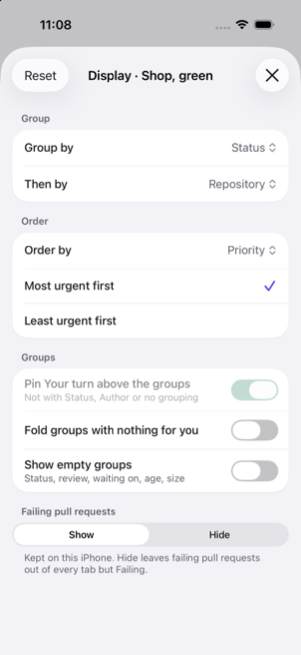 11:08
Reset
Display · Shop, green
Group
Group by
Status
Then by
Repository
Order
Order by
Priority
Most urgent first
Least urgent first
Groups
Pin Your turn above the groups
Not with Status, Author or no grouping
Fold groups with nothing for you
Show empty groups
Status, review, waiting on, age, size
Failing pull requests
Show
Hide
Kept on this iPhone. Hide leaves failing pull requests
out of every tab but Failing.